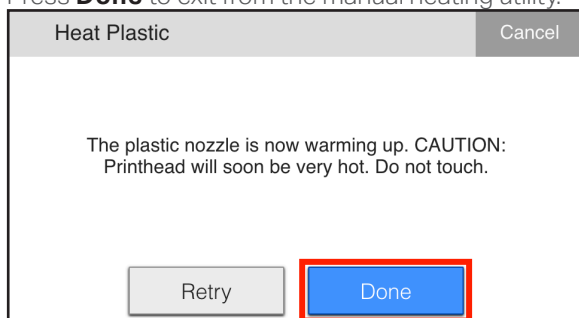 Press Done to exit from the manual heating utility.
Heat Plastic
Cancel
The plastic nozzle is now warming up. CAUTION:
Printhead will soon be very hot. Do not touch.
Retry
Done